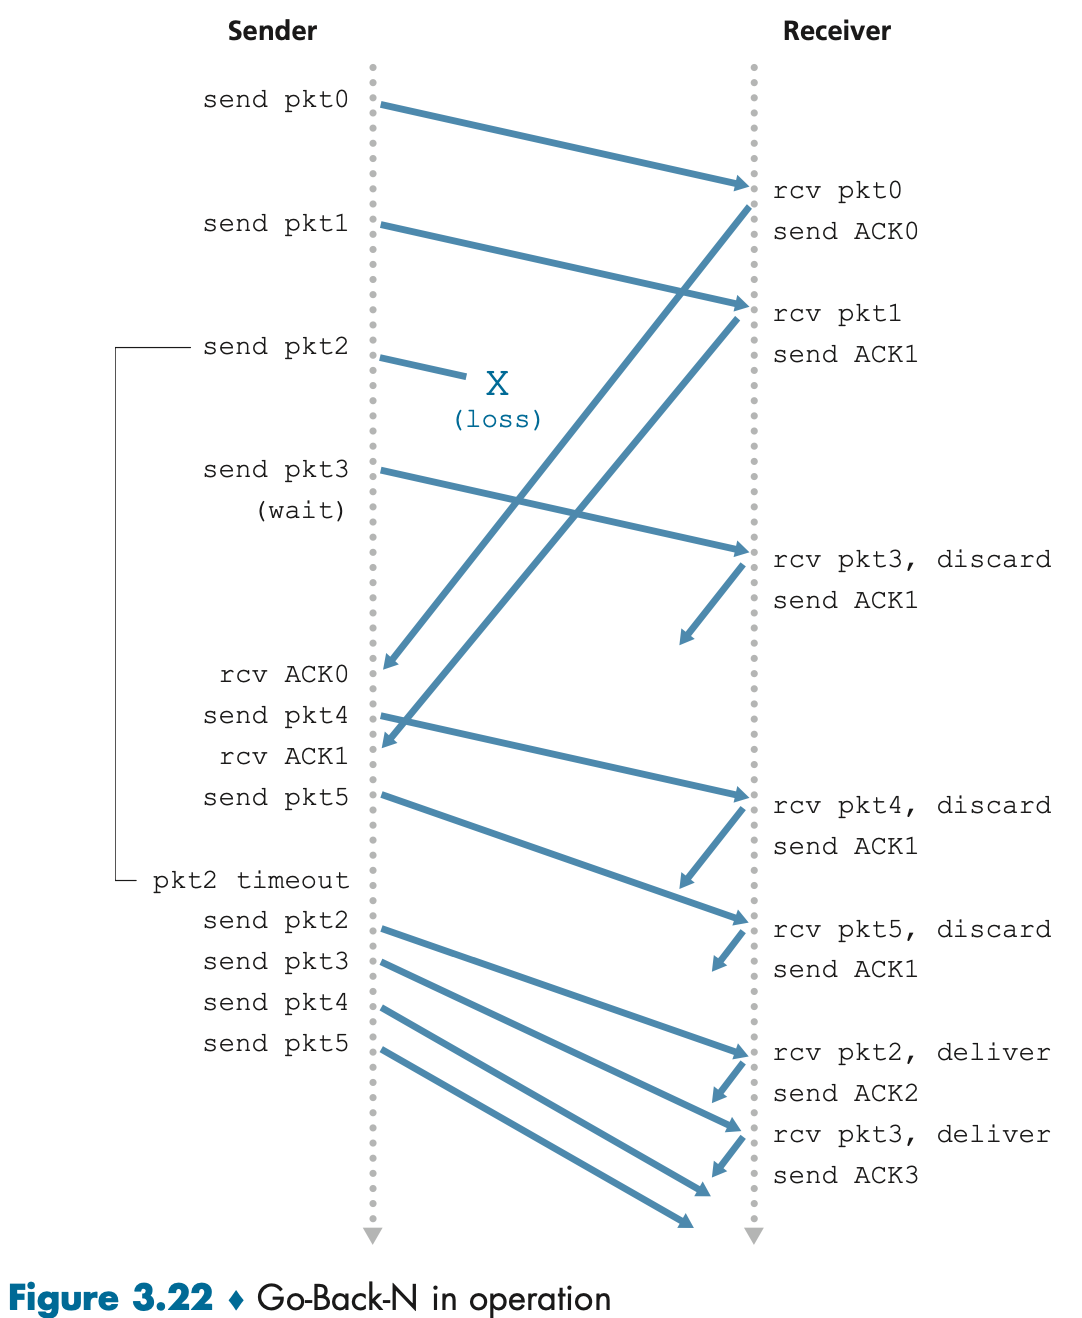 Sender
Receiver
send pkt0
rcv pkt0
send ACK0
send pkt1
rcv pkt1
send ACK1
send pkt2
X
(loss)
send pkt3
(wait)
rcv pkt3, discard
send ACK1
rcv ACK0
send pkt4
rcv ACK1
send pkt5
rcv pkt4, discard
send ACK1
pkt2 timeout
send pkt2
send pkt3
send pkt4
send pkt5
rcv pkt5, discard
send ACK1
rcv pkt2, deliver
send ACK2
rcv pkt3, deliver
send ACK3
Figure 3.22 ♦ Go-Back-N in operation